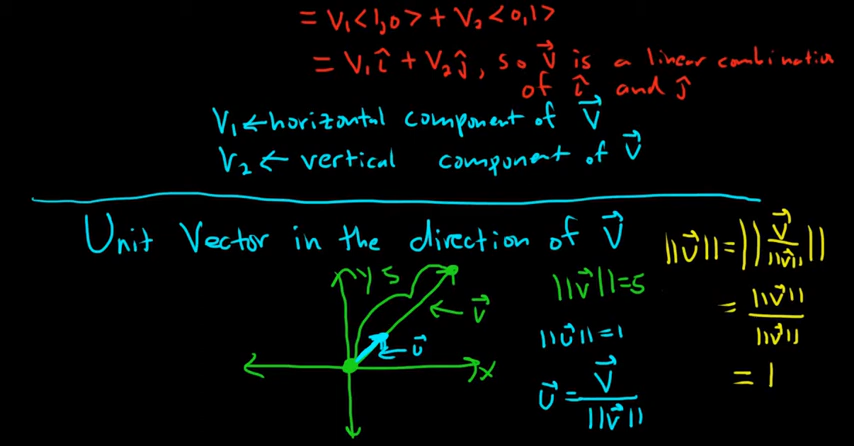 = V₁<1,0> + V₂<0,1>
= V₁î + V₂ĵ, so V⃗ is a linear combination
of î and ĵ
V₁ ← horizontal component of V⃗
V₂ ← vertical component of V⃗
Unit Vector in the direction of V⃗
y
5
V⃗
u⃗
x
||v⃗|| = 5
||u⃗|| = 1
u⃗ = V⃗/||v⃗||
||u⃗|| = ||V⃗/||v⃗||||
= ||v⃗||/||v⃗||
= 1